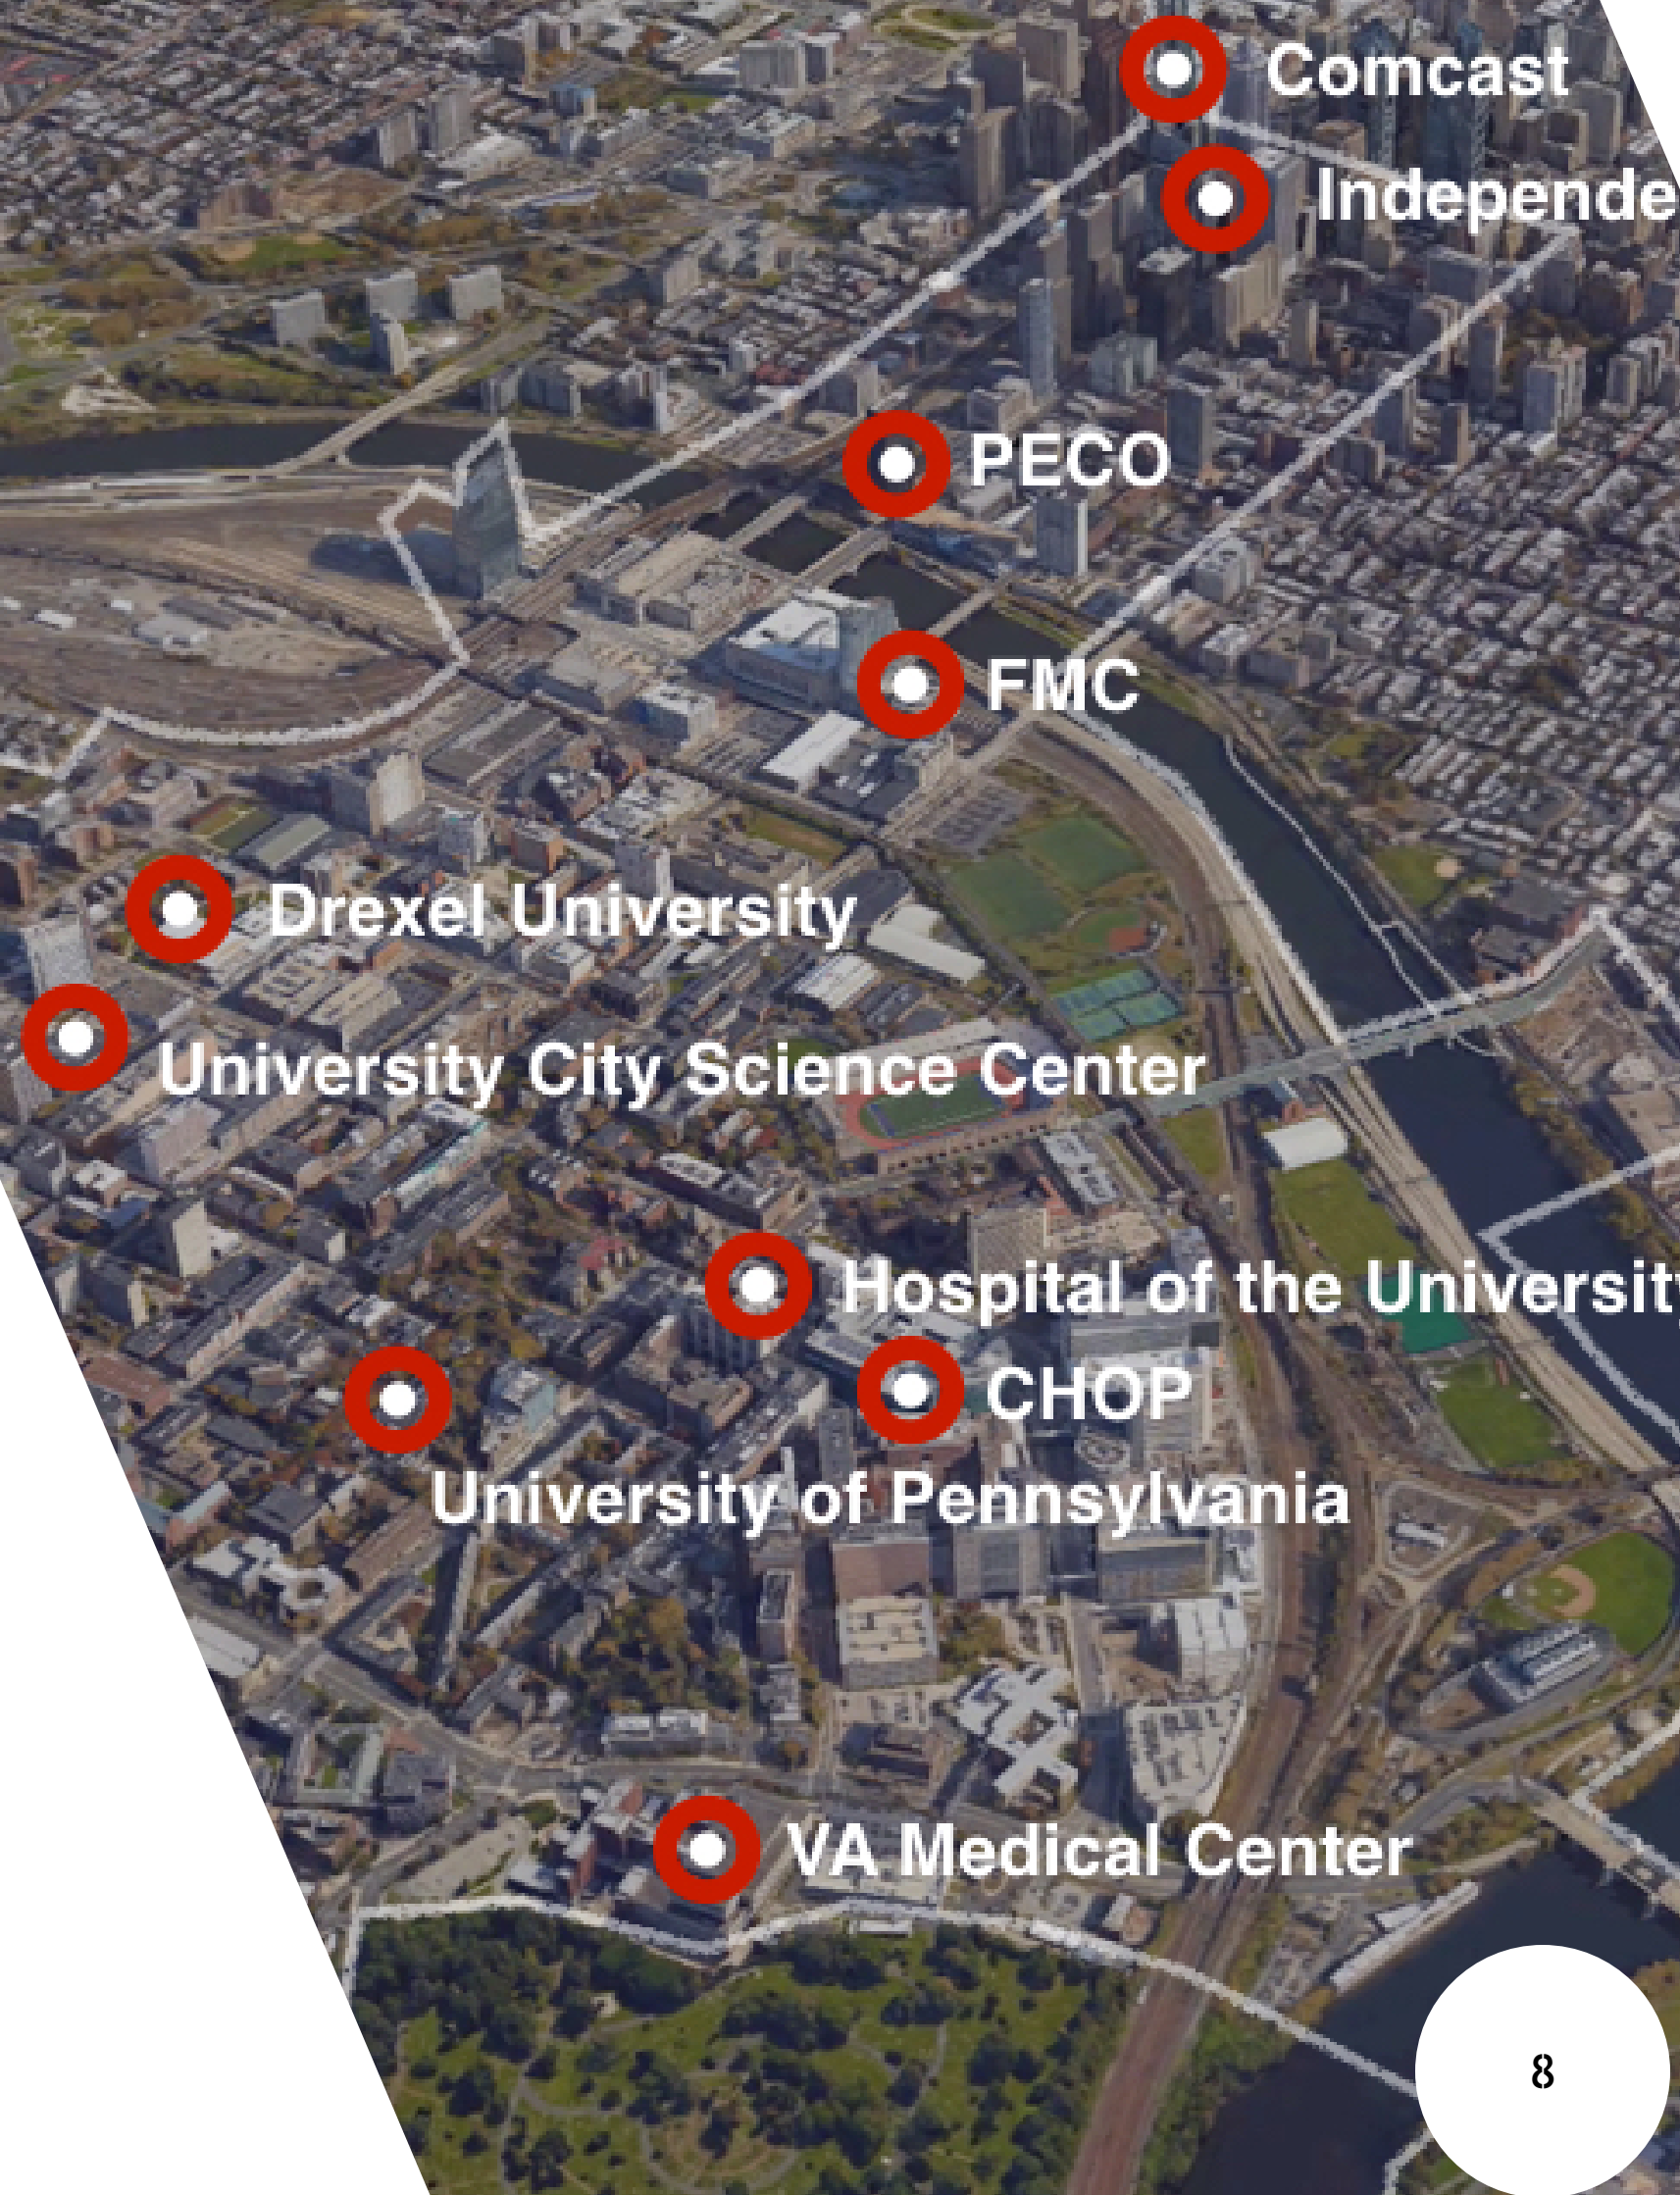 Comcast
Independe
PECO
FMC
Drexel University
University City Science Center
Hospital of the Universit
CHOP
University of Pennsylvania
VA Medical Center
8